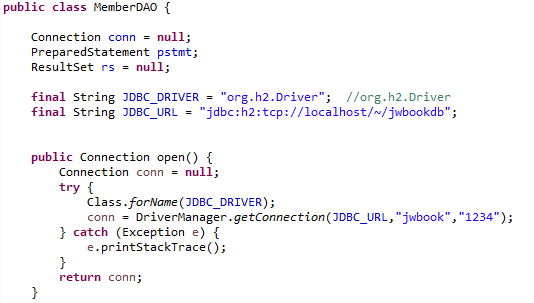 public class MemberDAO {
Connection conn = null;
PreparedStatement pstmt;
ResultSet rs = null;
final String JDBC_DRIVER = "org.h2.Driver";  //org.h2.Driver
final String JDBC_URL = "jdbc:h2:tcp://localhost/~/jwbookdb";
public Connection open() {
Connection conn = null;
try {
Class.forName(JDBC_DRIVER);
conn = DriverManager.getConnection(JDBC_URL,"jwbook","1234");
} catch (Exception e) {
e.printStackTrace();
}
return conn;
}